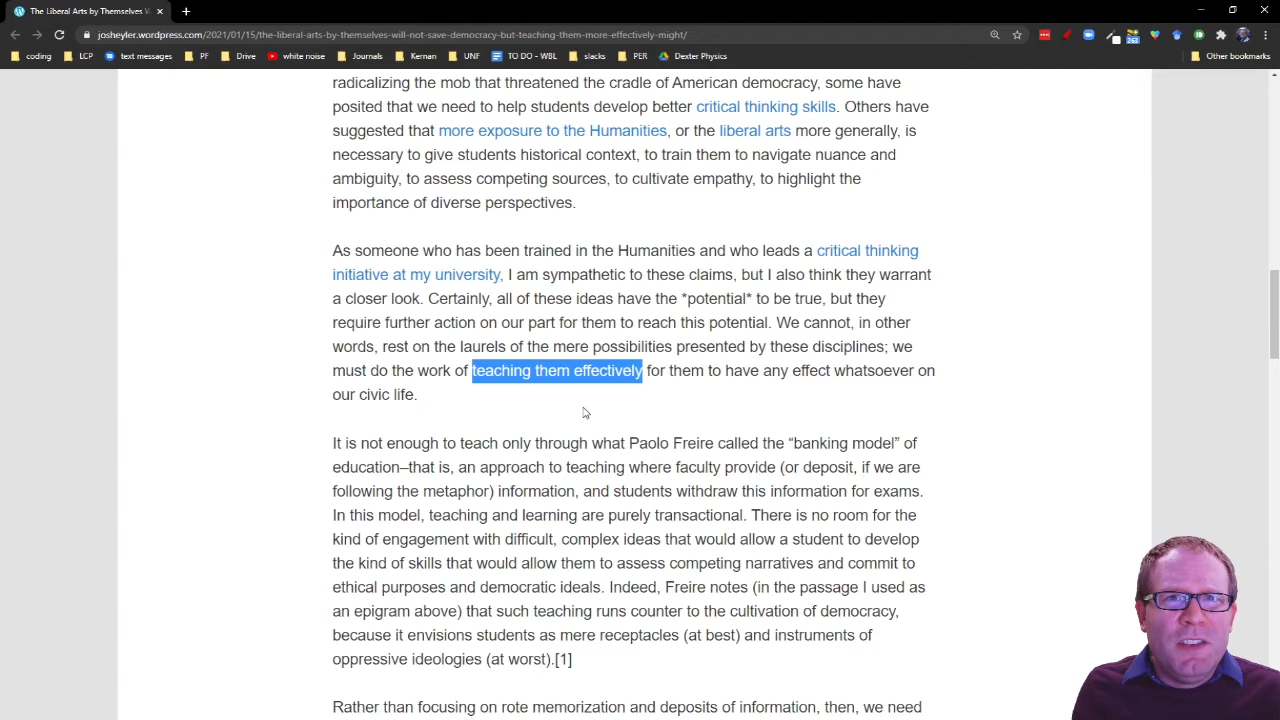 The Liberal Arts by Themselves W
josheyler.wordpress.com/2021/01/15/the-liberal-arts-by-themselves-will-not-save-democracy-but-teaching-them-more-effectively-might/
262
coding LCP text messages PF Drive white noise Journals Kernan UNF TO DO - WBL slacks PER Dexter Physics Other bookmarks
radicalizing the mob that threatened the cradle of American democracy, some have
posited that we need to help students develop better critical thinking skills. Others have
suggested that more exposure to the Humanities, or the liberal arts more generally, is
necessary to give students historical context, to train them to navigate nuance and
ambiguity, to assess competing sources, to cultivate empathy, to highlight the
importance of diverse perspectives.
As someone who has been trained in the Humanities and who leads a critical thinking
initiative at my university, I am sympathetic to these claims, but I also think they warrant
a closer look. Certainly, all of these ideas have the *potential* to be true, but they
require further action on our part for them to reach this potential. We cannot, in other
words, rest on the laurels of the mere possibilities presented by these disciplines; we
must do the work of teaching them effectively for them to have any effect whatsoever on
our civic life.
It is not enough to teach only through what Paolo Freire called the “banking model” of
education–that is, an approach to teaching where faculty provide (or deposit, if we are
following the metaphor) information, and students withdraw this information for exams.
In this model, teaching and learning are purely transactional. There is no room for the
kind of engagement with difficult, complex ideas that would allow a student to develop
the kind of skills that would allow them to assess competing narratives and commit to
ethical purposes and democratic ideals. Indeed, Freire notes (in the passage I used as
an epigram above) that such teaching runs counter to the cultivation of democracy,
because it envisions students as mere receptacles (at best) and instruments of
oppressive ideologies (at worst).[1]
Rather than focusing on rote memorization and deposits of information, then, we need